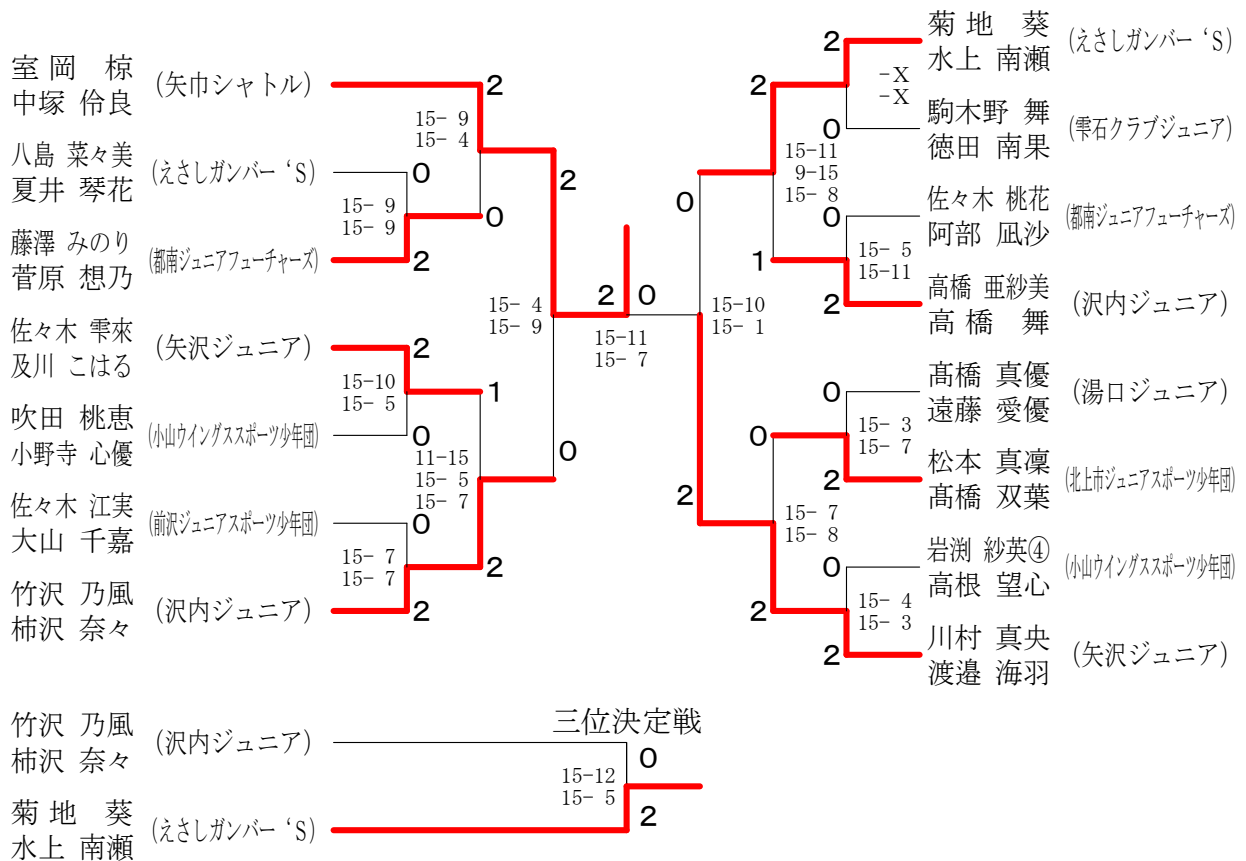 室岡 椋
中塚 伶良
(矢巾シャトル)
2
15- 9
15- 4
八島 菜々美
夏井 琴花
(えさしガンバー‘S)
0
15- 9
15- 9
0
藤澤 みのり
菅原 想乃
(都南ジュニアフューチャーズ)
2
2
15- 4
15- 9
佐々木 雫來
及川 こはる
(矢沢ジュニア)
2
15-10
15- 5
1
吹田 桃恵
小野寺 心優
(小山ウイングススポーツ少年団)
0
11-15
15- 5
15- 7
0
佐々木 江実
大山 千嘉
(前沢ジュニアスポーツ少年団)
0
15- 7
15- 7
2
竹沢 乃風
柿沢 奈々
(沢内ジュニア)
2
2
0
15-11
15- 7
菊地 葵
水上 南瀬
(えさしガンバー‘S)
2
-X
-X
2
駒木野 舞
徳田 南果
(雫石クラブジュニア)
0
15-11
9-15
15- 8
0
佐々木 桃花
阿部 凪沙
(都南ジュニアフューチャーズ)
0
15- 5
15-11
1
高橋 亜紗美
高橋 舞
(沢内ジュニア)
2
15-10
15- 1
髙橋 真優
遠藤 愛優
(湯口ジュニア)
0
15- 3
15- 7
0
松本 真凜
髙橋 双葉
(北上市ジュニアスポーツ少年団)
2
2
15- 7
15- 8
岩渕 紗英④
高根 望心
(小山ウイングススポーツ少年団)
0
15- 4
15- 3
2
川村 真央
渡邉 海羽
(矢沢ジュニア)
2
三位決定戦
竹沢 乃風
柿沢 奈々
(沢内ジュニア)
0
15-12
15- 5
菊地 葵
水上 南瀬
(えさしガンバー‘S)
2